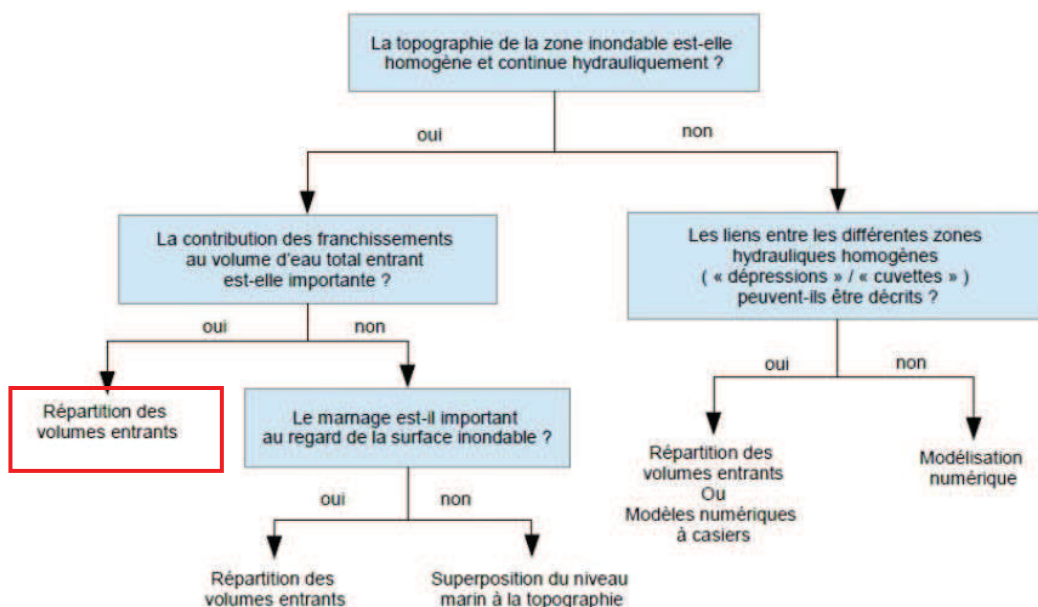 La topographie de la zone inondable est-elle
homogène et continue hydrauliquement ?
oui
non
La contribution des franchissements
au volume d'eau total entrant
est-elle importante ?
Les liens entre les différentes zones
hydrauliques homogènes
( « dépressions » / « cuvettes » )
peuvent-ils être décrits ?
oui
non
oui
non
Répartition des
volumes entrants
Le marnage est-il important
au regard de la surface inondable ?
Répartition des
volumes entrants
Ou
Modèles numériques
à casiers
Modélisation
numérique
oui
non
Répartition des
volumes entrants
Superposition du niveau
marin à la topographie